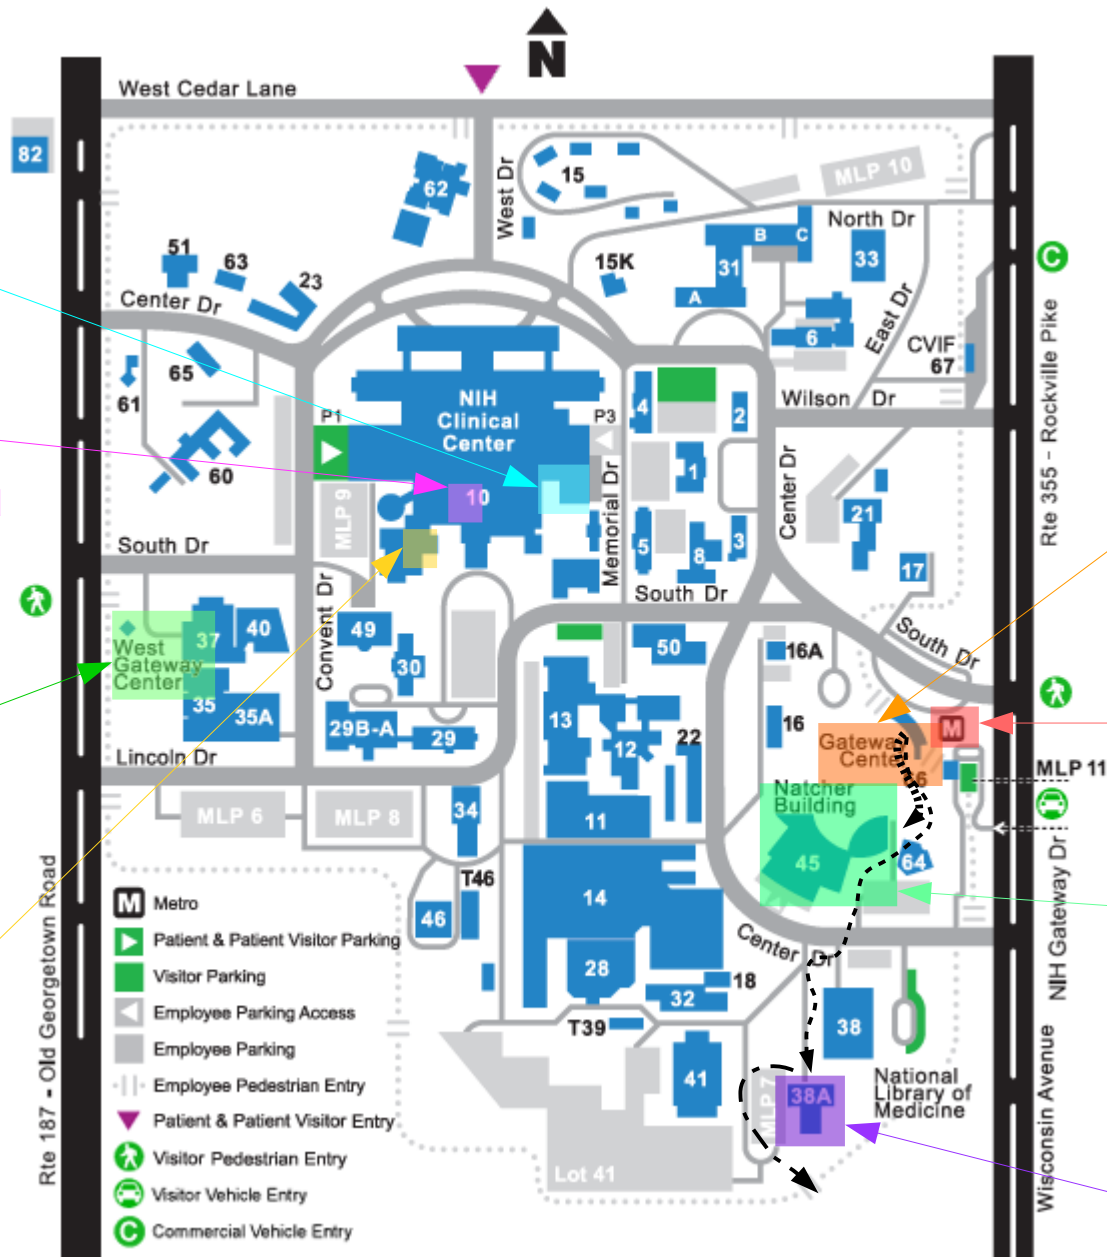 N
West Cedar Lane
82
62
West Dr
15
MLP 10
North Dr
B
C
33
31
A
15K
51
63
23
Center Dr
6
East Dr
CVIF
67
C
Rte 355 - Rockville Pike
65
61
60
NIH
Clinical
Center
P1
P3
4
2
Wilson Dr
1
10
MLP 9
Memorial Dr
Center Dr
5
8
3
21
17
South Dr
South Dr
South Dr
West
Gateway
Center
37
40
35
35A
Convent Dr
49
30
29B-A
29
50
16A
16
13
12
22
M
Gateway
Center
66
MLP 11
Lincoln Dr
MLP 6
MLP 8
34
11
Natcher
Building
45
64
NIH Gateway Dr
T46
46
14
28
18
32
Center Dr
T39
38
41
MLP 7
38A
National
Library of
Medicine
Lot 41
Wisconsin Avenue
Rte 187 - Old Georgetown Road
M Metro
Patient & Patient Visitor Parking
Visitor Parking
Employee Parking Access
Employee Parking
Employee Pedestrian Entry
Patient & Patient Visitor Entry
Visitor Pedestrian Entry
Visitor Vehicle Entry
C Commercial Vehicle Entry